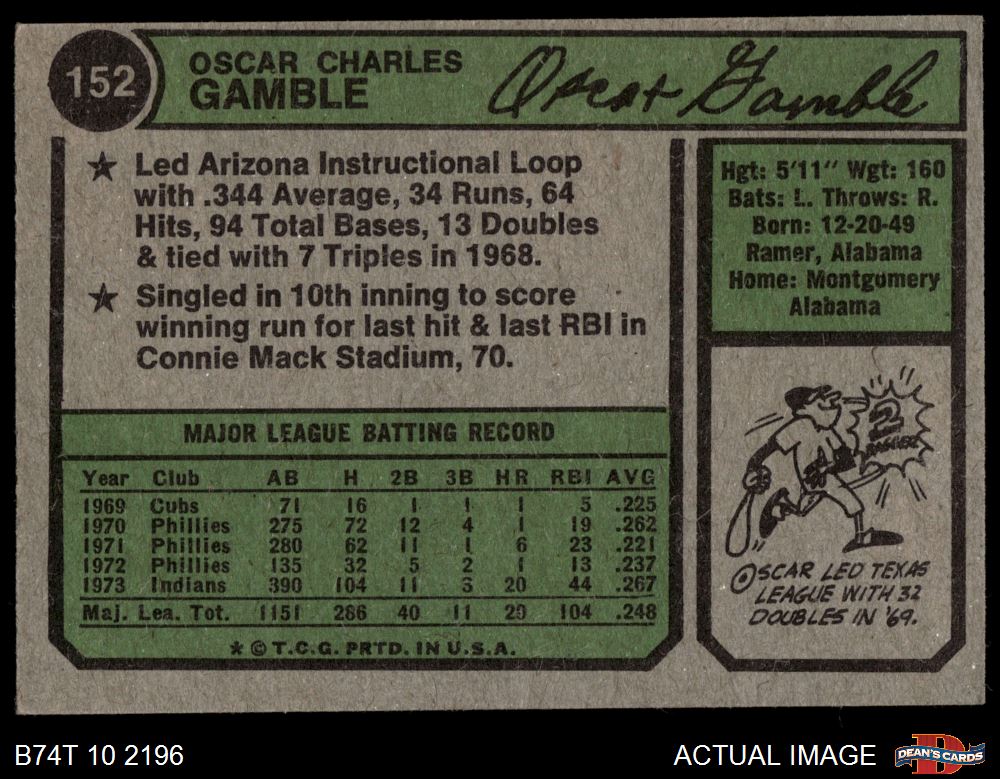 152
OSCAR CHARLES
GAMBLE
Oscar Gamble
★ Led Arizona Instructional Loop
with .344 Average, 34 Runs, 64
Hits, 94 Total Bases, 13 Doubles
& tied with 7 Triples in 1968.
★ Singled in 10th inning to score
winning run for last hit & last RBI in
Connie Mack Stadium, 70.
Hgt: 5'11" Wgt: 160
Bats: L. Throws: R.
Born: 12-20-49
Ramer, Alabama
Home: Montgomery
Alabama
2
BAGGER
OSCAR LED TEXAS
LEAGUE WITH 32
DOUBLES IN '69.
MAJOR LEAGUE BATTING RECORD
Year Club AB H 2B 3B HR RBI AVG
1969 Cubs 71 16 1 1 1 5 .225
1970 Phillies 275 72 12 4 1 19 .262
1971 Phillies 280 62 11 1 6 23 .221
1972 Phillies 135 32 5 2 1 13 .237
1973 Indians 390 104 11 3 20 44 .267
Maj. Lea. Tot. 1151 286 40 11 29 104 .248
★ © T.C.G. PRTD. IN U.S.A.
B74T 10 2196
ACTUAL IMAGE
DEAN'S CARDS